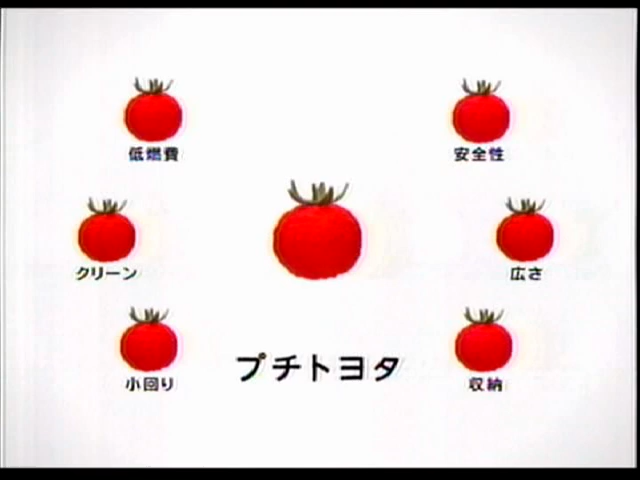 低燃費
安全性
クリーン
広さ
小回り
プチトヨタ
収納